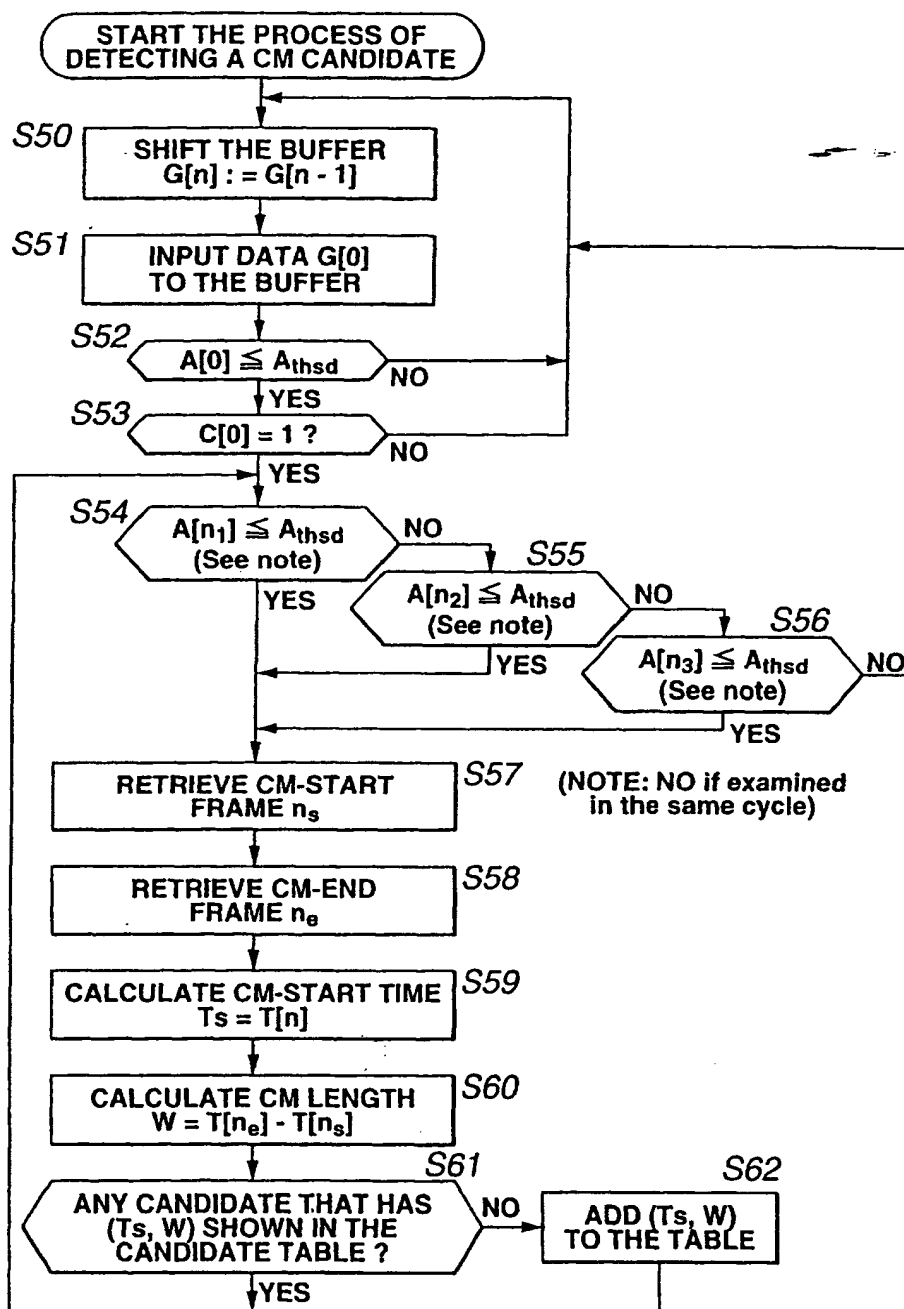 START THE PROCESS OF
DETECTING A CM CANDIDATE
S50
SHIFT THE BUFFER
G[n] : = G[n - 1]
S51
INPUT DATA G[0]
TO THE BUFFER
S52
A[0] ≦ Athsd
NO
YES
S53
C[0] = 1 ?
NO
YES
S54
A[n1] ≦ Athsd
(See note)
NO
YES
S55
A[n2] ≦ Athsd
(See note)
NO
YES
S56
A[n3] ≦ Athsd
(See note)
NO
YES
(NOTE: NO if examined
in the same cycle)
S57
RETRIEVE CM-START
FRAME ns
S58
RETRIEVE CM-END
FRAME ne
S59
CALCULATE CM-START TIME
Ts = T[n]
S60
CALCULATE CM LENGTH
W = T[ne] - T[ns]
S61
ANY CANDIDATE THAT HAS
(Ts, W) SHOWN IN THE
CANDIDATE TABLE ?
NO
YES
S62
ADD (Ts, W)
TO THE TABLE